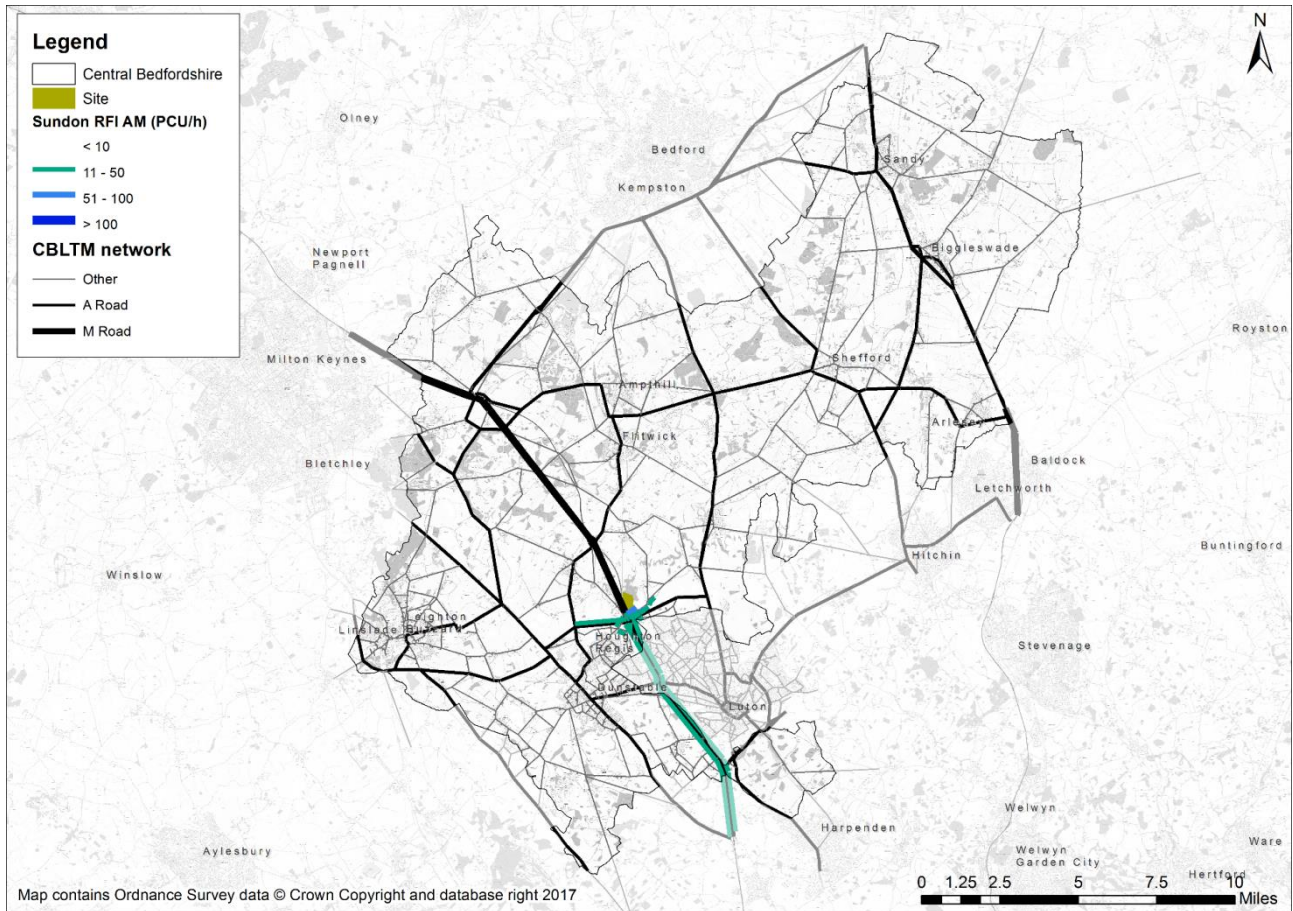 Legend
Central Bedfordshire
Site
Sundon RFI AM (PCU/h)
< 10
11 - 50
51 - 100
> 100
CBLTM network
Other
A Road
M Road
N
Olney
Bedford
Kempston
Sandy
Newport
Pagnell
Biggleswade
Royston
Milton Keynes
Shefford
Ampthill
Arlesey
Flitwick
Bletchley
Baldock
Letchworth
Buntingford
Hitchin
Winslow
Leighton
Linslade Buzzard
Houghton
Regis
Stevenage
Dunstable
Luton
Welwyn
Harpenden
Ware
Aylesbury
Welwyn
Garden City
Hertford
0 1.25 2.5 5 7.5 10
Miles
Map contains Ordnance Survey data © Crown Copyright and database right 2017